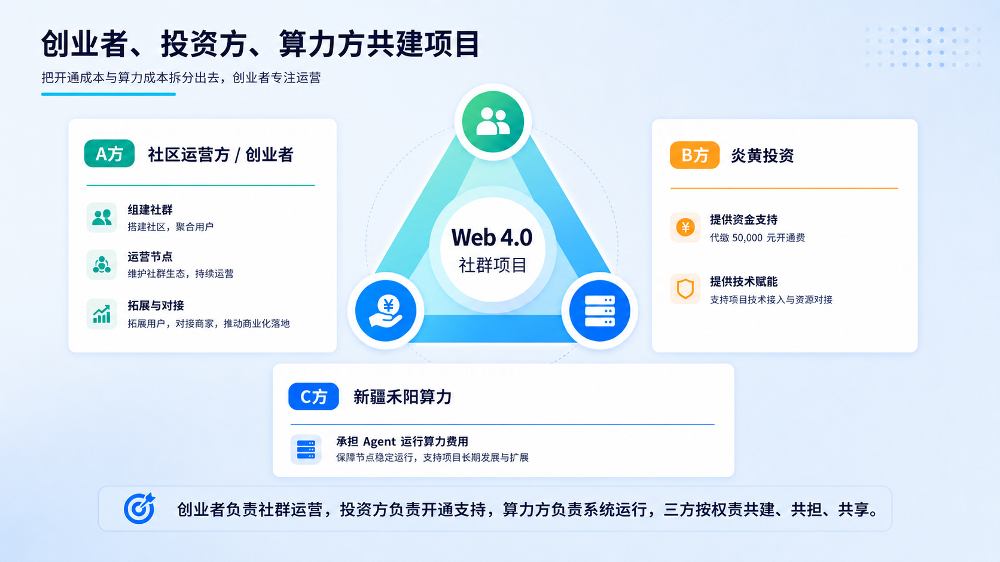 创业者、投资方、算力方共建项目
把开通成本与算力成本拆分出去，创业者专注运营
A方 社区运营方 / 创业者
组建社群
搭建社区，聚合用户
运营节点
维护社群生态，持续运营
拓展与对接
拓展用户，对接商家，推动商业化落地
Web 4.0
社群项目
¥
B方 炎黄投资
¥
提供资金支持
代缴 50,000 元开通费
提供技术赋能
支持项目技术接入与资源对接
C方 新疆禾阳算力
承担 Agent 运行算力费用
保障节点稳定运行，支持项目长期发展与扩展
创业者负责社群运营，投资方负责开通支持，算力方负责系统运行，三方按权责共建、共担、共享。